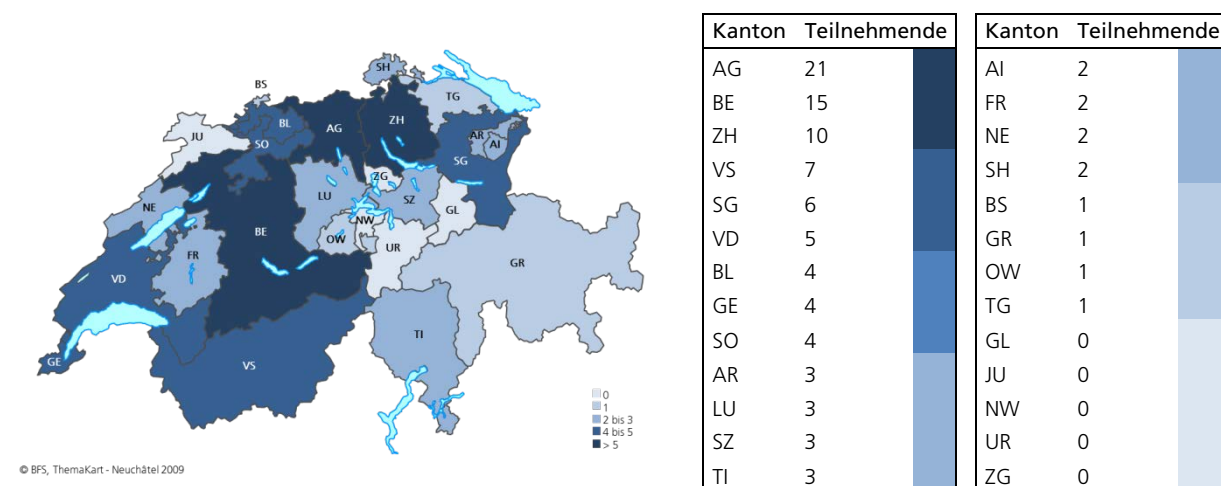 SH
BS
TG
BL
AG
ZH
JU
SO
AR
AI
SG
ZG
LU
SZ
NE
GL
NW
OW
BE
UR
FR
GR
VD
TI
GE
VS
0
1
2 bis 3
4 bis 5
> 5
© BFS, ThemaKart - Neuchâtel 2009
Kanton Teilnehmende
AG 21
BE 15
ZH 10
VS 7
SG 6
VD 5
BL 4
GE 4
SO 4
AR 3
LU 3
SZ 3
TI 3
Kanton Teilnehmende
AI 2
FR 2
NE 2
SH 2
BS 1
GR 1
OW 1
TG 1
GL 0
JU 0
NW 0
UR 0
ZG 0